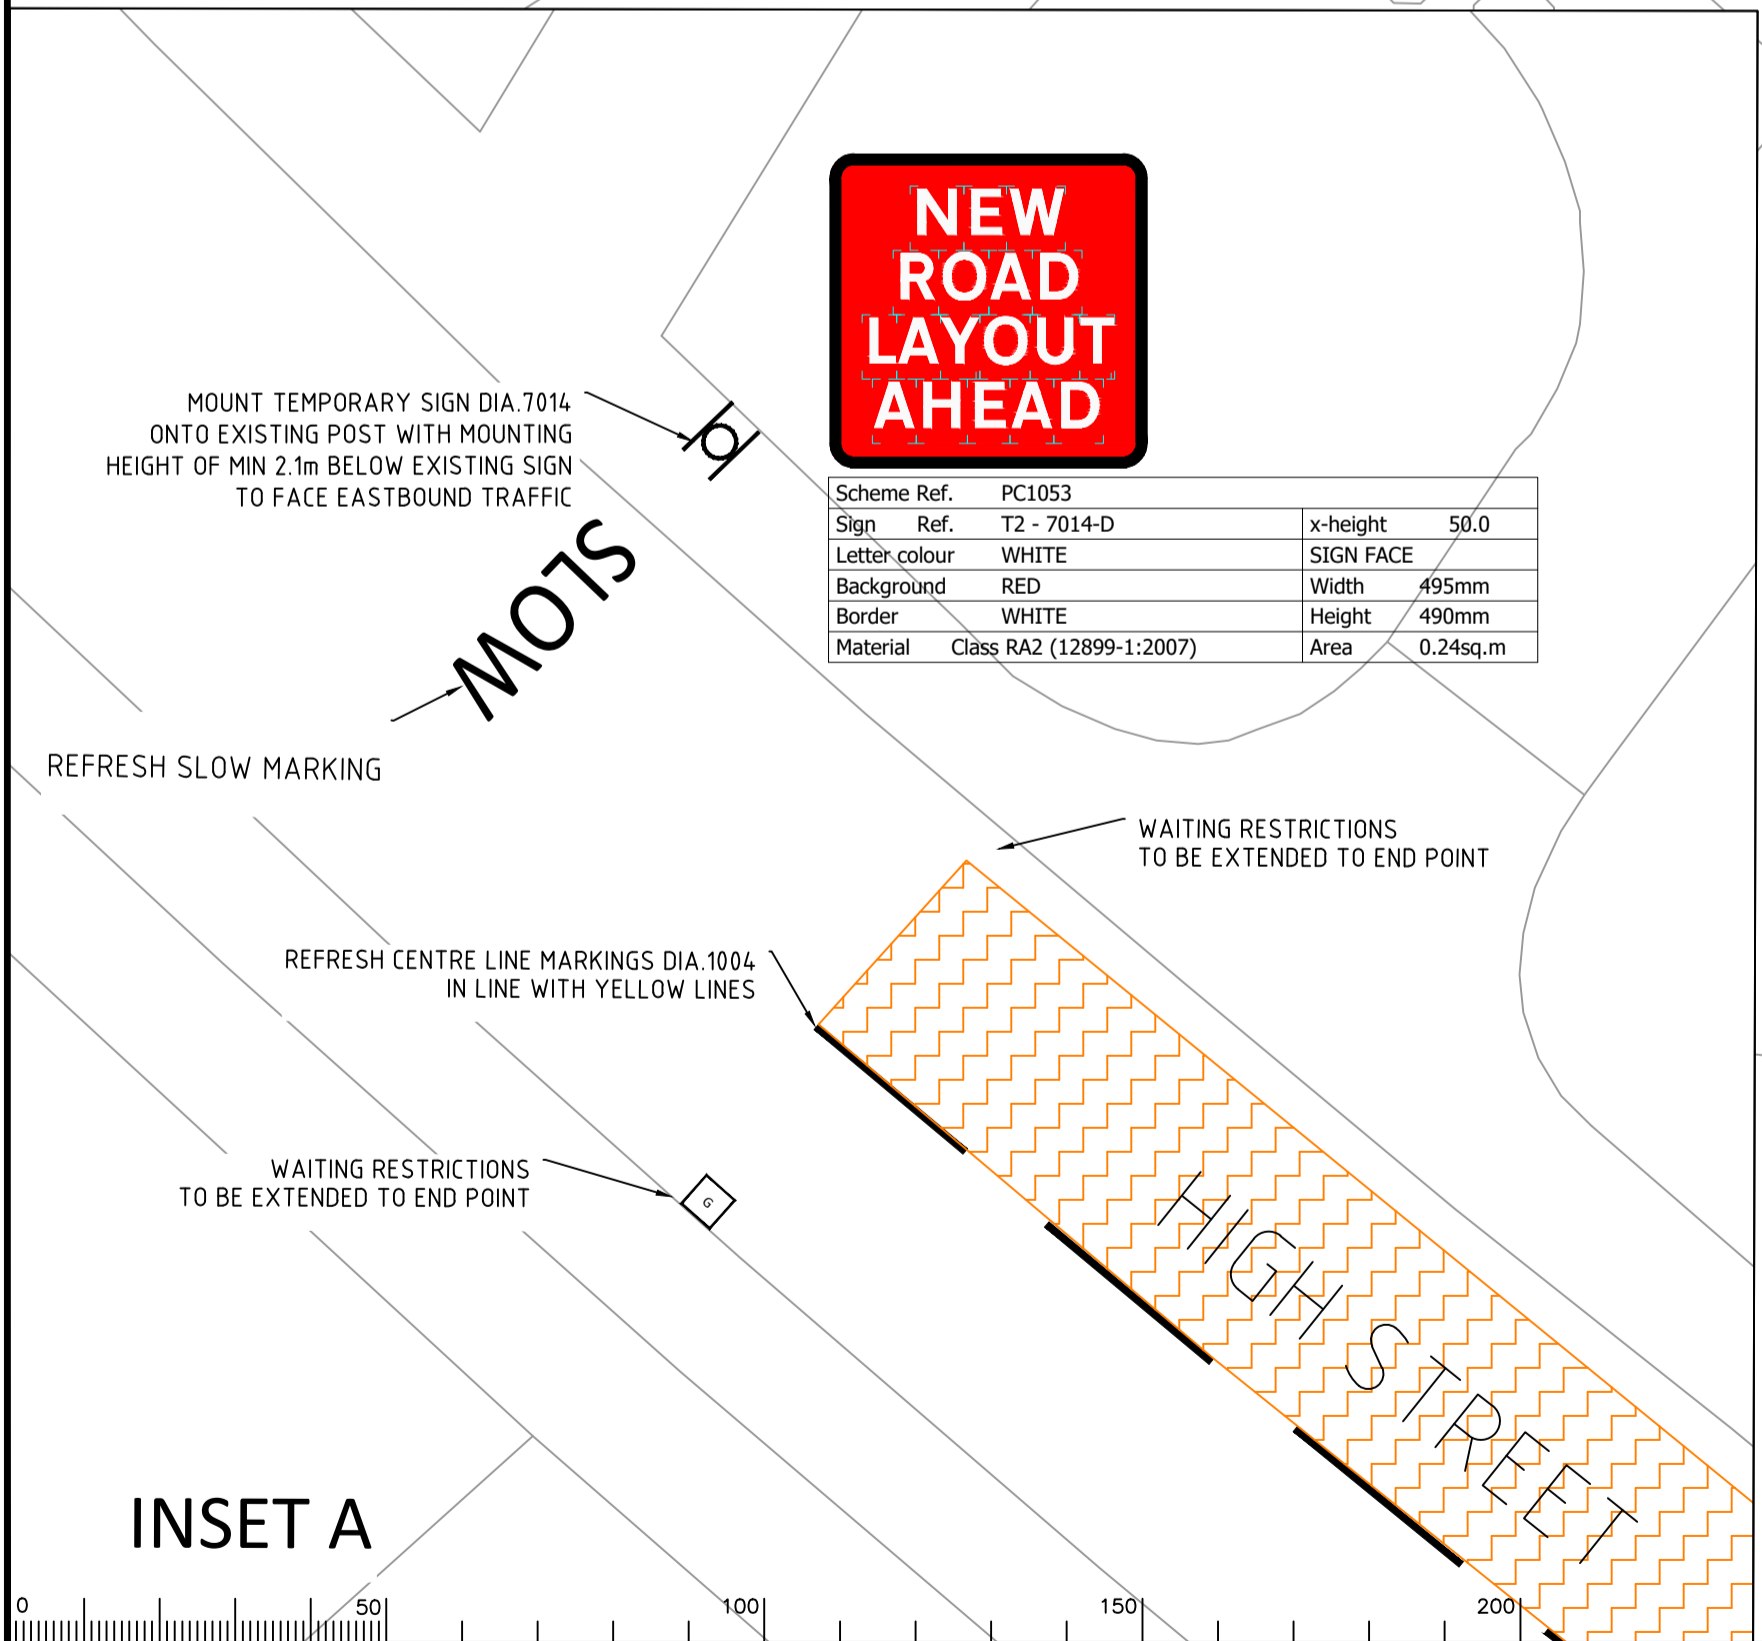 NEW
ROAD
LAYOUT
AHEAD
MOUNT TEMPORARY SIGN DIA.7014
ONTO EXISTING POST WITH MOUNTING
HEIGHT OF MIN 2.1m BELOW EXISTING SIGN
TO FACE EASTBOUND TRAFFIC
Scheme Ref. PC1053
Sign Ref. T2 - 7014-D x-height 50.0
Letter colour WHITE SIGN FACE
Background RED Width 495mm
Border WHITE Height 490mm
Material Class RA2 (12899-1:2007) Area 0.24sq.m
SLOW
REFRESH SLOW MARKING
WAITING RESTRICTIONS
TO BE EXTENDED TO END POINT
REFRESH CENTRE LINE MARKINGS DIA.1004
IN LINE WITH YELLOW LINES
WAITING RESTRICTIONS
TO BE EXTENDED TO END POINT
G
HIGH STREET
INSET A
0 50 100 150 200